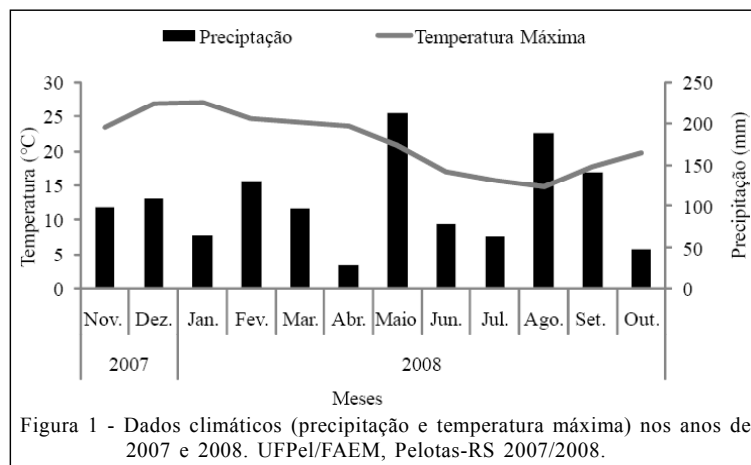 Preciptação Temperatura Máxima
Temperatura (°C)
30
25
20
15
10
5
0
Precipitação (mm)
250
200
150
100
50
0
Nov. Dez. Jan. Fev. Mar. Abr. Maio Jun. Jul. Ago. Set. Out.
2007 2008
Meses
Figura 1 - Dados climáticos (precipitação e temperatura máxima) nos anos de
2007 e 2008. UFPel/FAEM, Pelotas-RS 2007/2008.